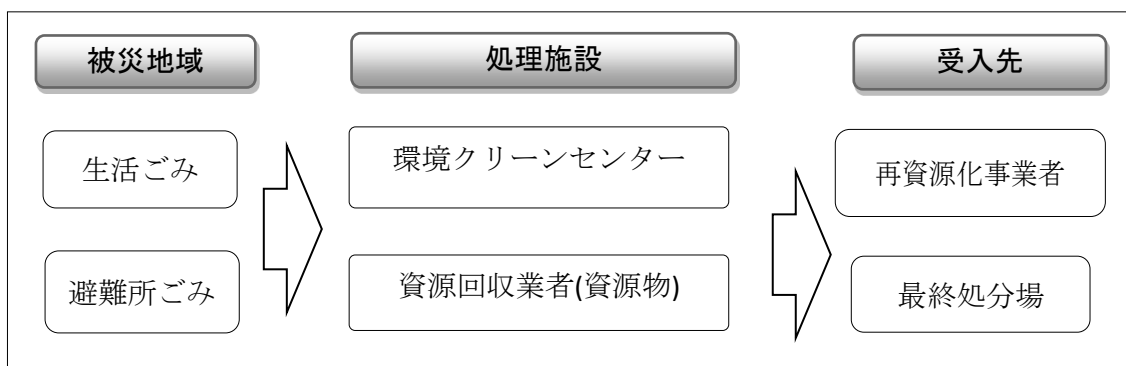 被災地域
処理施設
受入先
生活ごみ
環境クリーンセンター
再資源化事業者
避難所ごみ
資源回収業者(資源物)
最終処分場